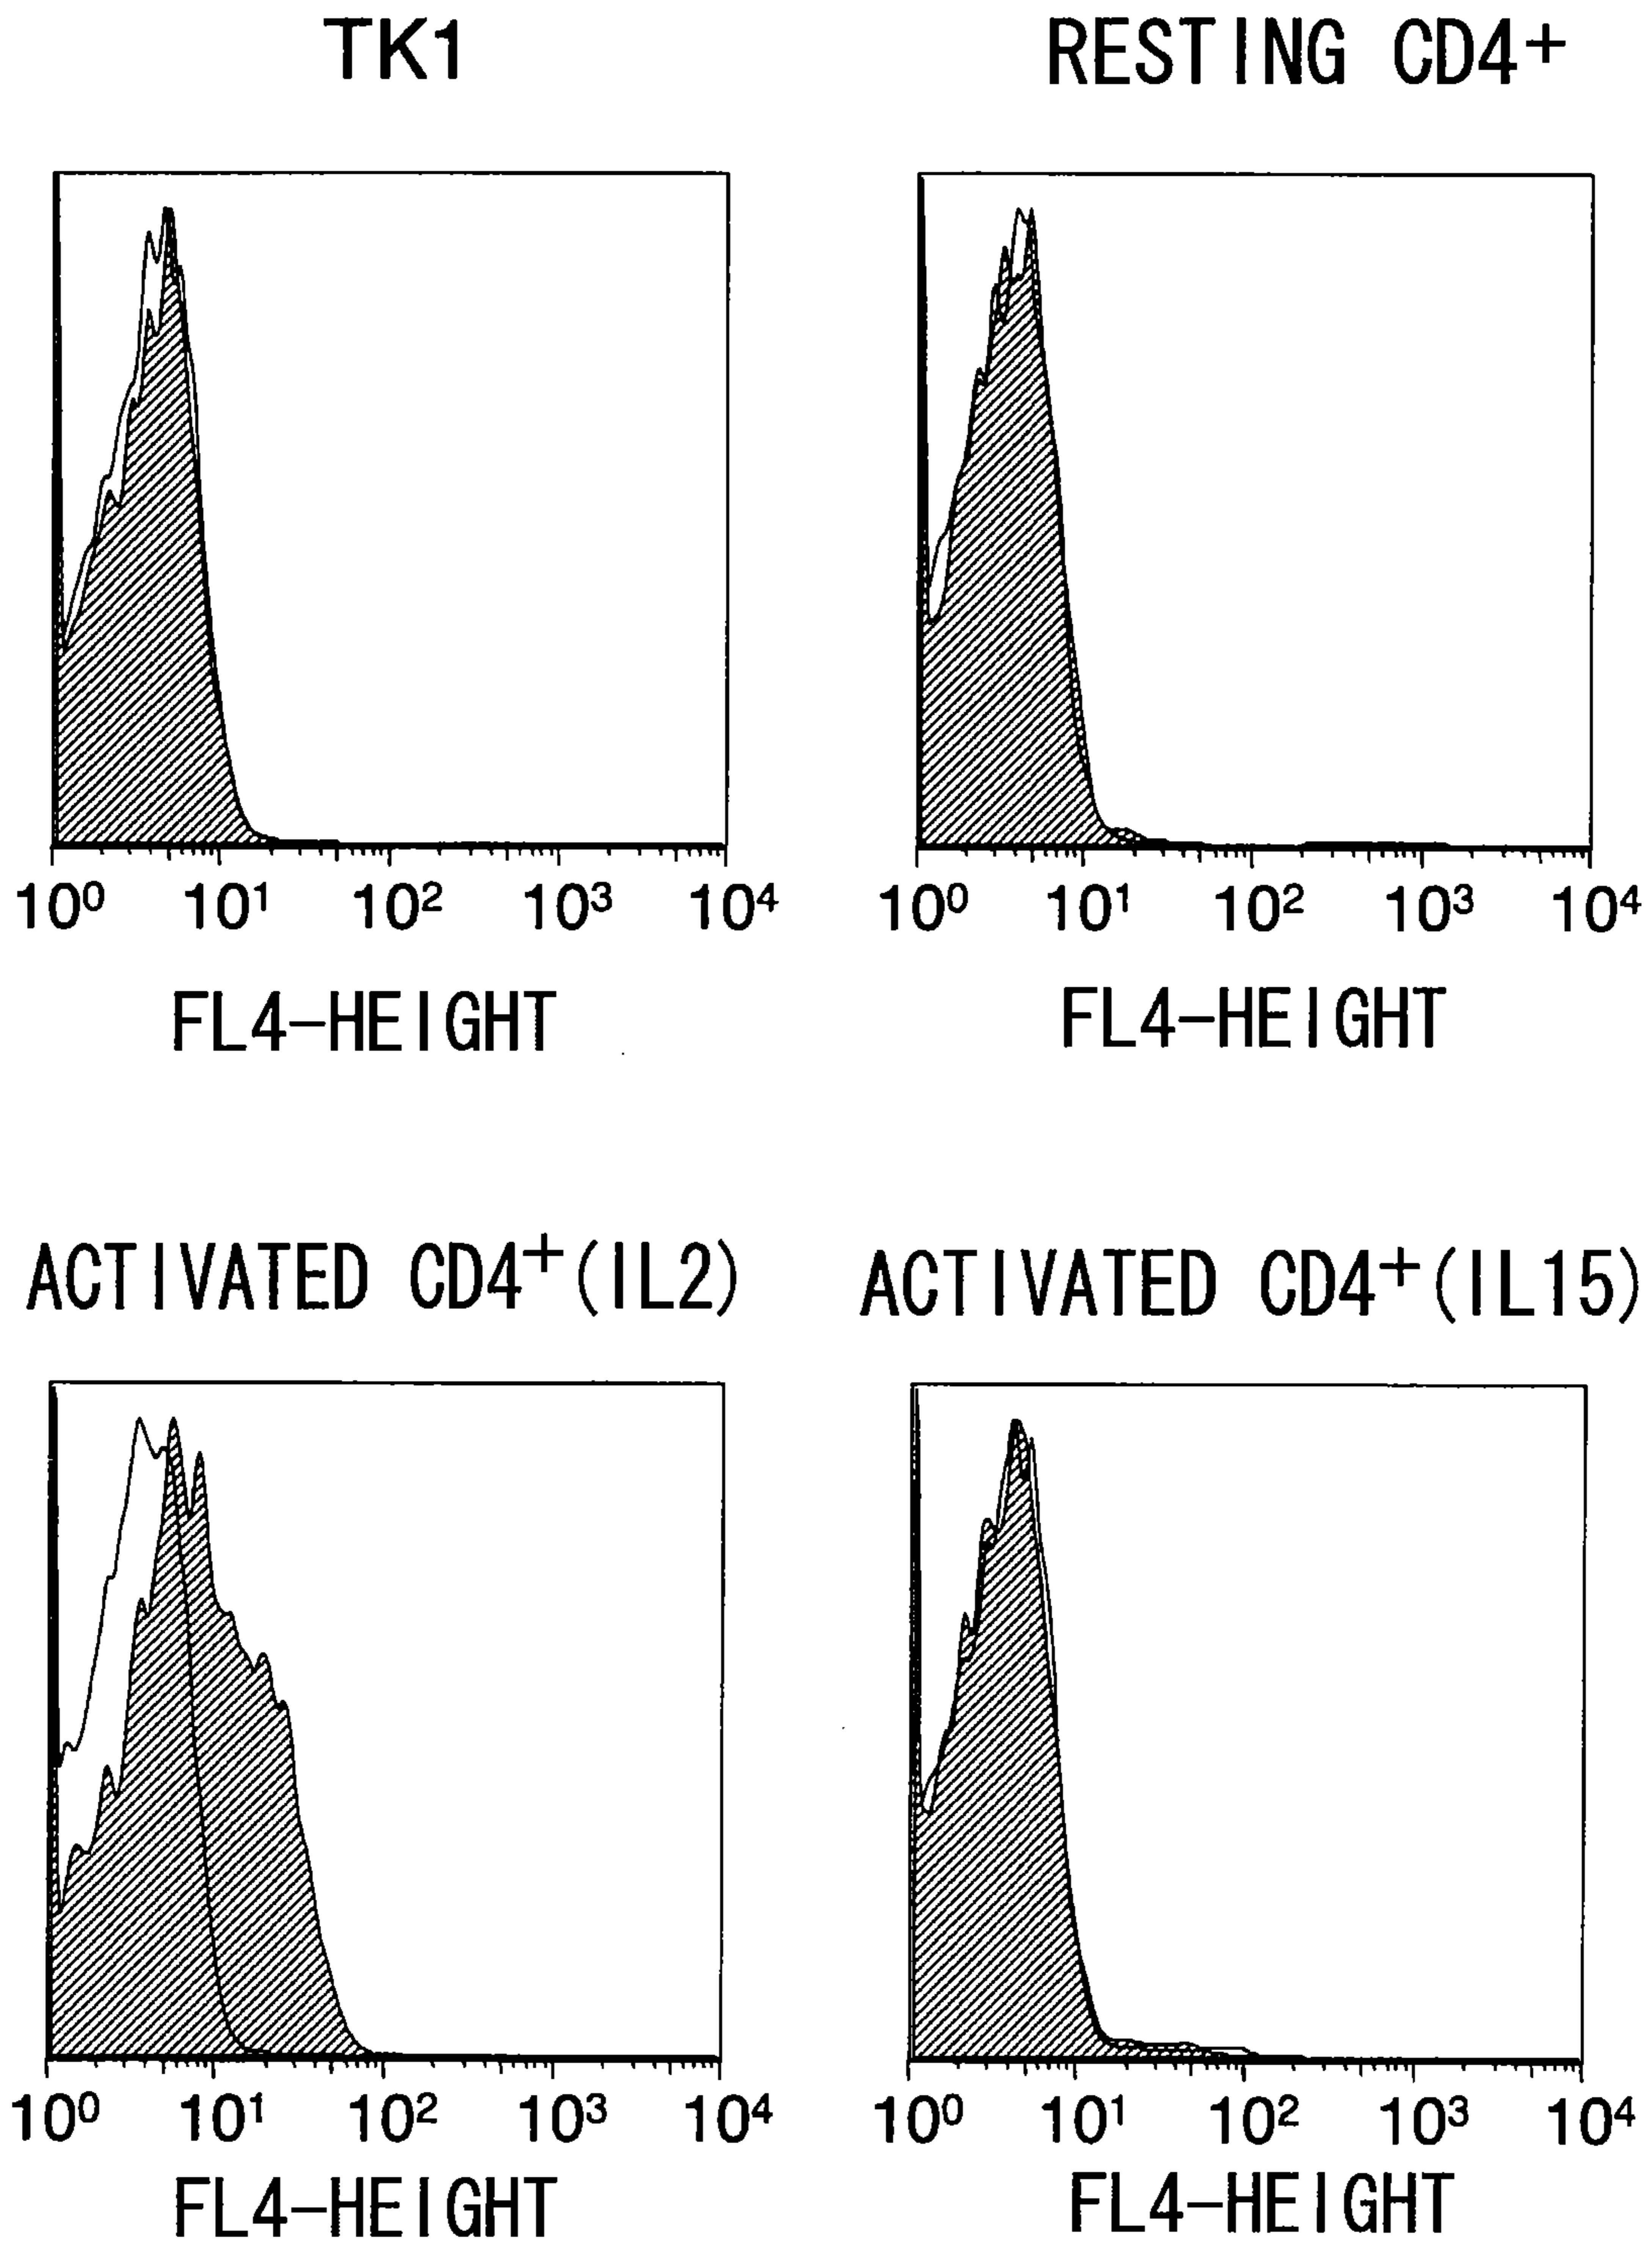 TK1
RESTING CD4⁺
10⁰ 10¹ 10² 10³ 10⁴
10⁰ 10¹ 10² 10³ 10⁴
FL4-HEIGHT
FL4-HEIGHT
ACTIVATED CD4⁺(IL2)
ACTIVATED CD4⁺(IL15)
10⁰ 10¹ 10² 10³ 10⁴
10⁰ 10¹ 10² 10³ 10⁴
FL4-HEIGHT
FL4-HEIGHT